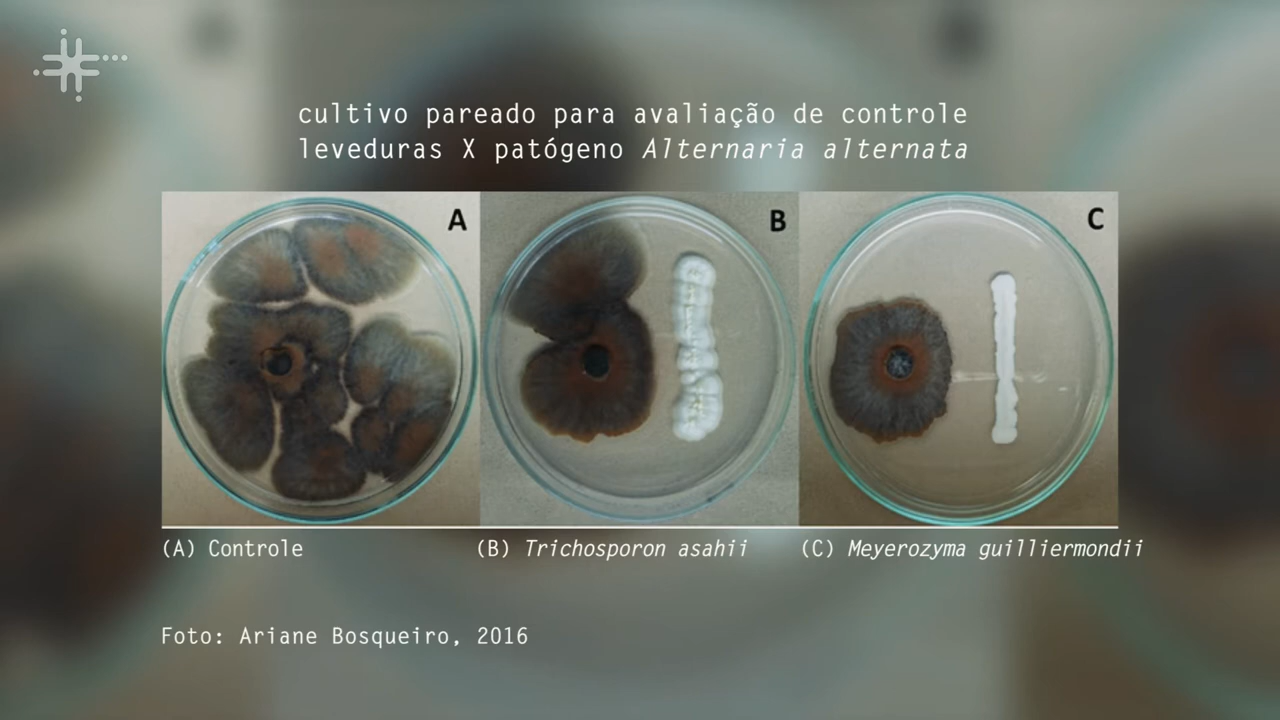 cultivo pareado para avaliação de controle
leveduras X patógeno Alternaria alternata
A
B
C
(A) Controle
(B) Trichosporon asahii
(C) Meyerozyma guilliermondii
Foto: Ariane Bosqueiro, 2016